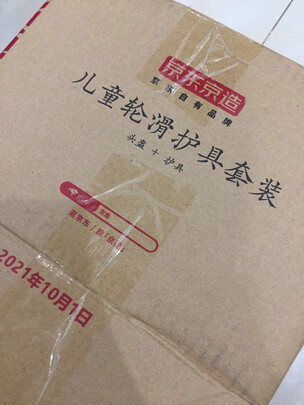 京东京造
京东自有品牌
儿童轮滑护具套装
头盔 + 护具
2021年10月1日